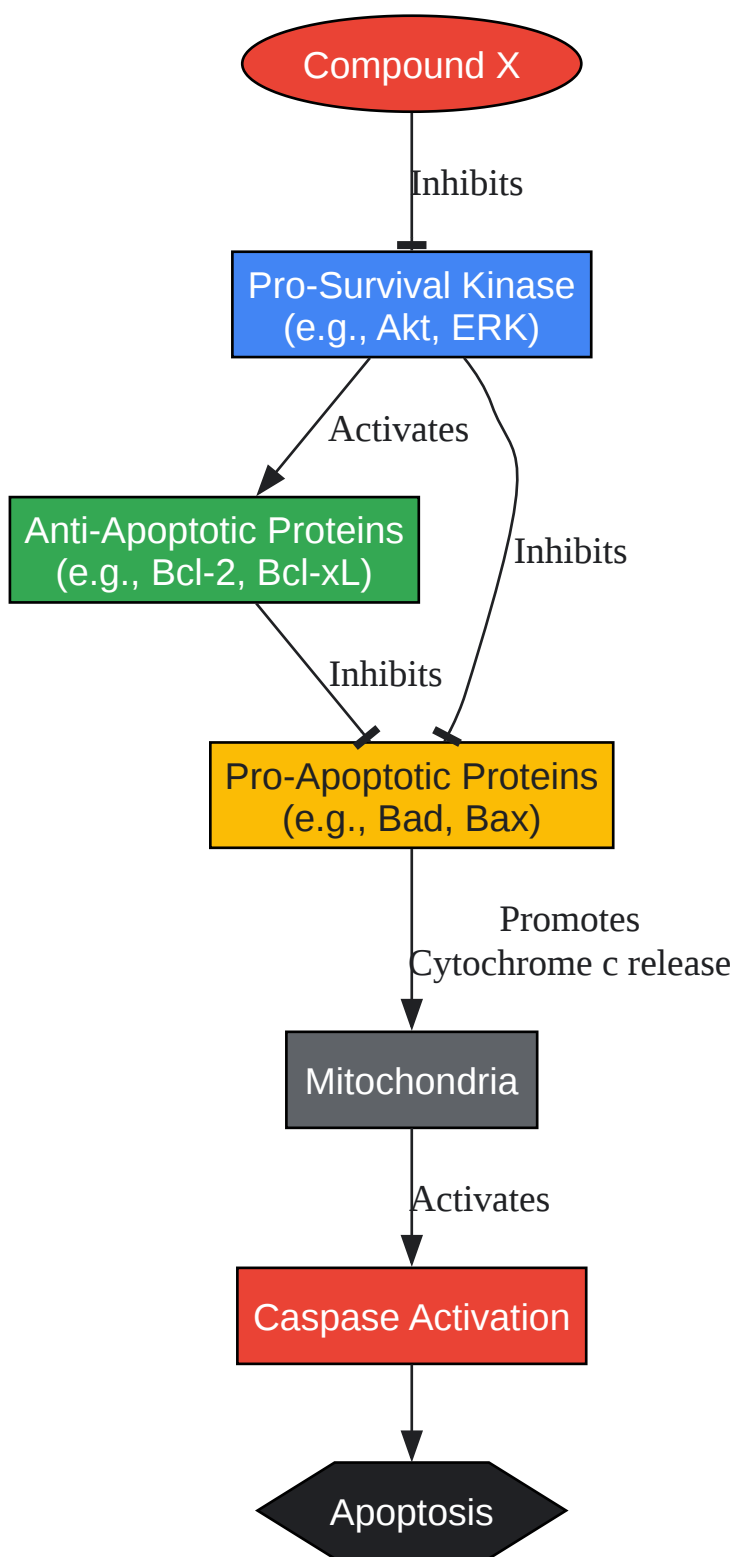 Compound X
Inhibits
Pro-Survival Kinase
(e.g., Akt, ERK)
Activates
Anti-Apoptotic Proteins
(e.g., Bcl-2, Bcl-xL)
Inhibits
Inhibits
Pro-Apoptotic Proteins
(e.g., Bad, Bax)
Promotes
Cytochrome c release
Mitochondria
Activates
Caspase Activation
Apoptosis